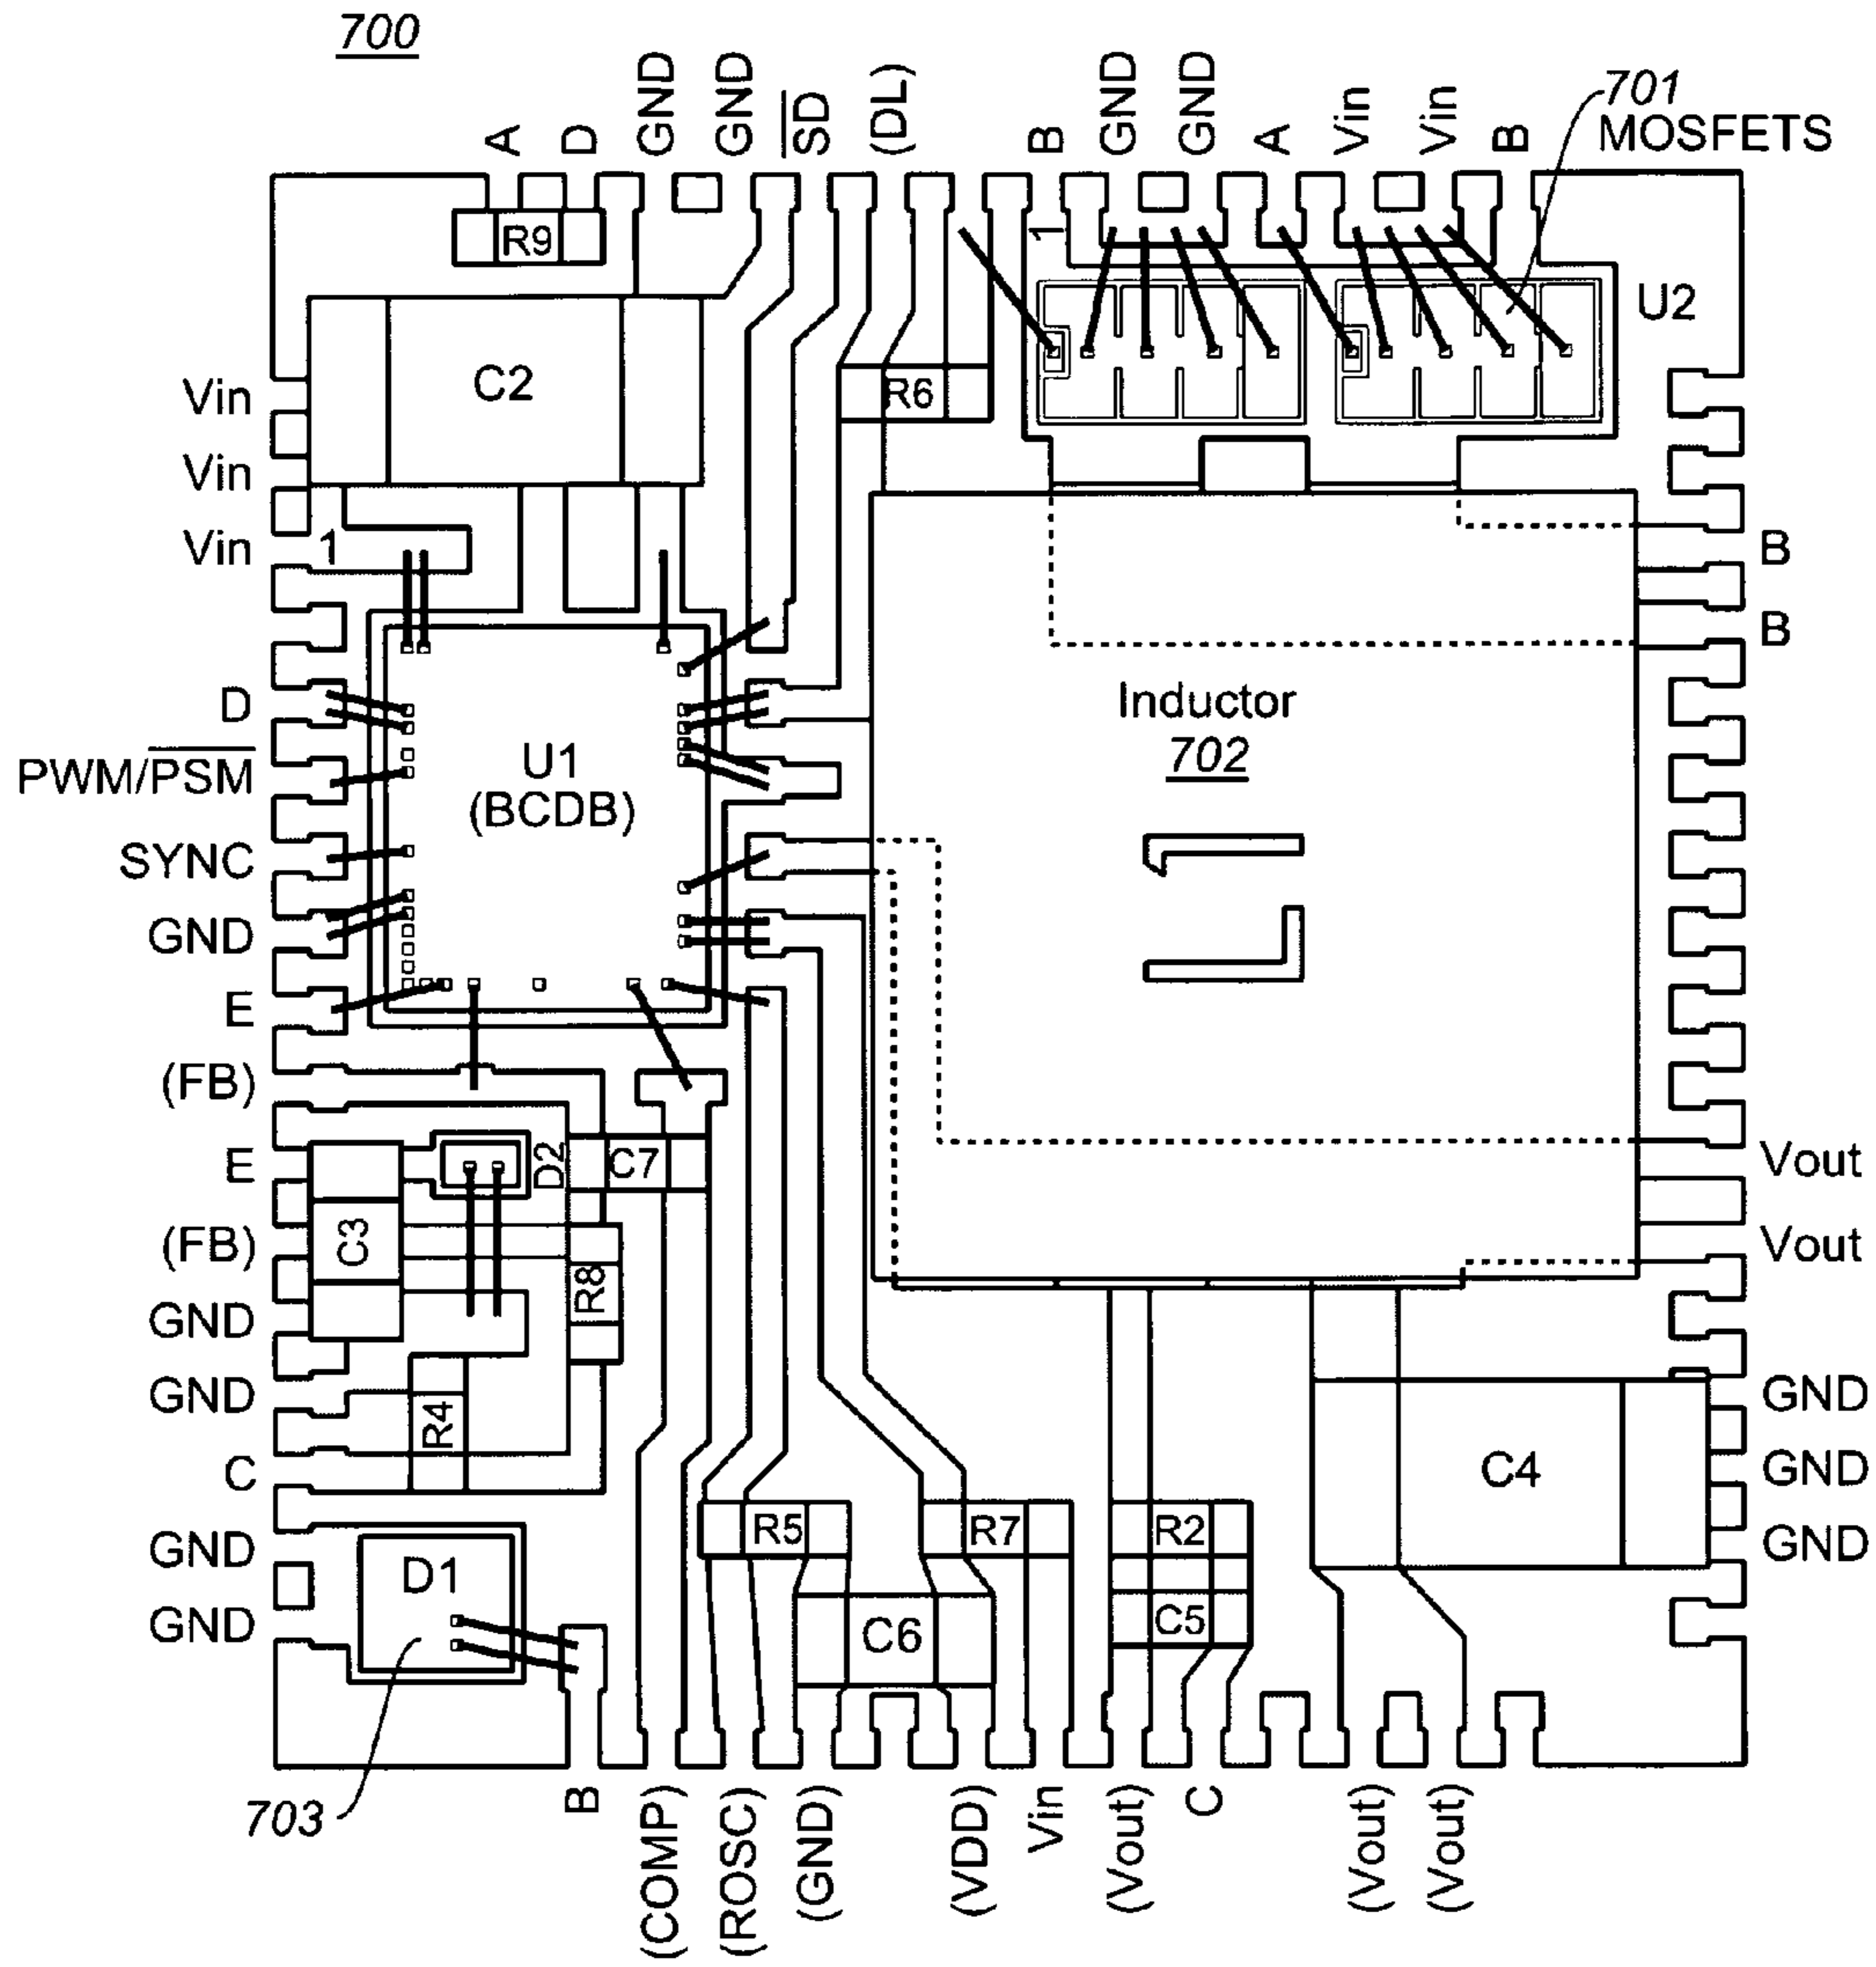 700
A
D
GND
GND
SD
(DL)
B
GND
GND
A
Vin
Vin
B
701
MOSFETS
R9
1
U2
C2
R6
Vin
Vin
Vin
1
B
B
D
PWM/PSM
SYNC
GND
E
(FB)
E
(FB)
GND
GND
C
GND
GND
U1
(BCDB)
Inductor
702
L1
D2
C7
C3
R8
R4
Vout
Vout
GND
GND
GND
C4
R5
R7
R2
D1
C6
C5
703
B
(COMP)
(ROSC)
(GND)
(VDD)
Vin
(Vout)
C
(Vout)
(Vout)